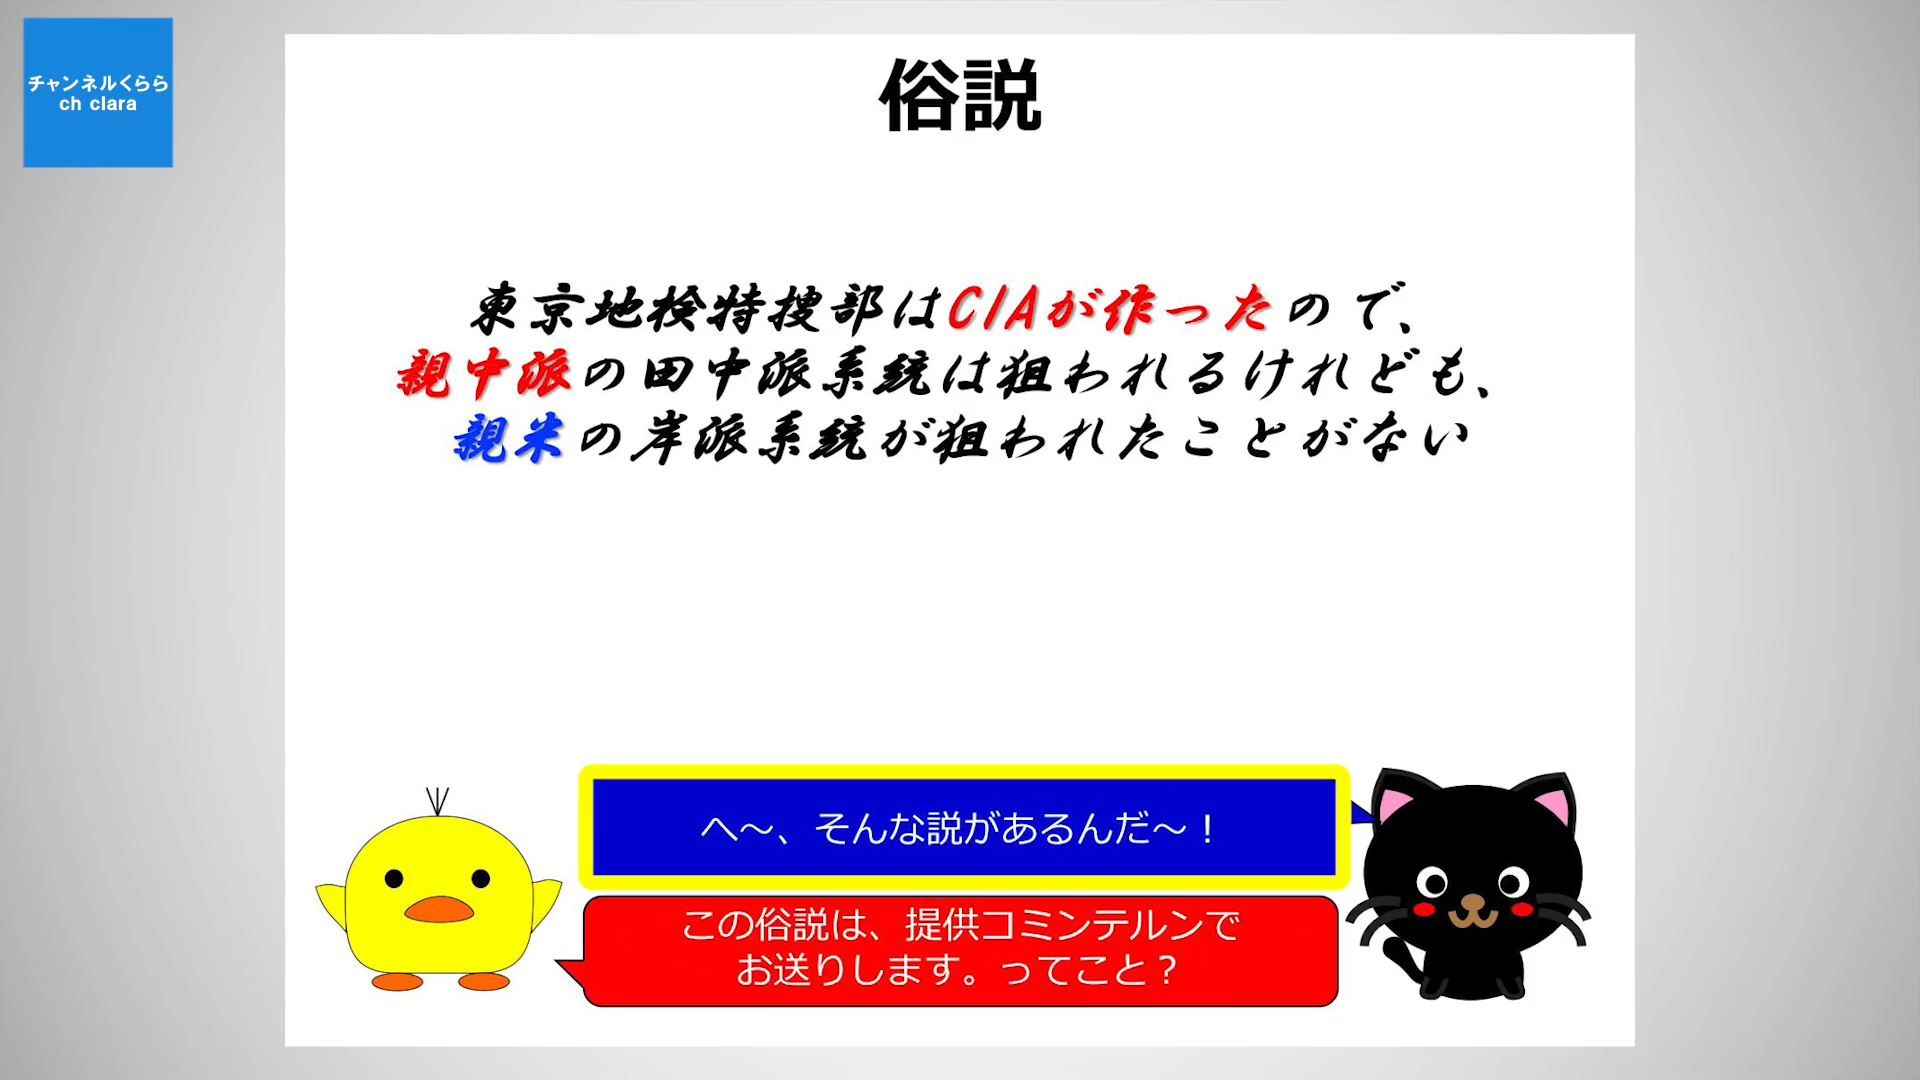 チャンネルくらら
ch clara
俗説
東京地検特捜部はCIAが作ったので、
親中派の田中派系統は狙われるけれども、
親米の岸派系統が狙われたことがない
へ～、そんな説があるんだ～！
この俗説は、提供コミンテルンで
お送りします。ってこと？